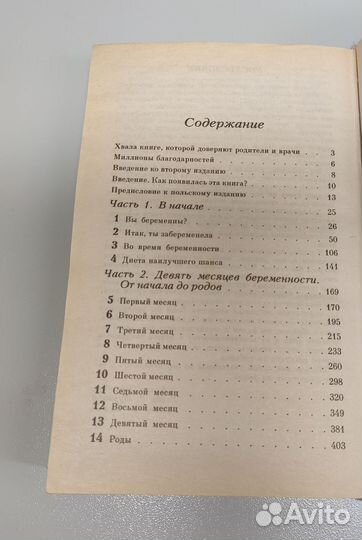 Содержание
Хвала книге, которой доверяют родители и врачи . . 3
Миллионы благодарностей . . . . . . . . . 6
Введение ко второму изданию . . . . . . . . 8
Введение. Как появилась эта книга? . . . . . . 10
Предисловие к польскому изданию . . . . . . 13
Часть 1. В начале . . . . . . . . . 25
1 Вы беременны? . . . . . . . . . 26
2 Итак, ты забеременела . . . . . . . . 50
3 Во время беременности . . . . . . . . 106
4 Диета наилучшего шанса . . . . . . . . 141
Часть 2. Девять месяцев беременности.
От начала до родов . . . . . . . . 169
5 Первый месяц . . . . . . . . . 170
6 Второй месяц . . . . . . . . . 195
7 Третий месяц . . . . . . . . . 215
8 Четвертый месяц . . . . . . . . . 233
9 Пятый месяц . . . . . . . . . 260
10 Шестой месяц . . . . . . . . . 298
11 Седьмой месяц . . . . . . . . . 320
12 Восьмой месяц . . . . . . . . . 349
13 Девятый месяц . . . . . . . . . 381
14 Роды . . . . . . . . . 403
Avito